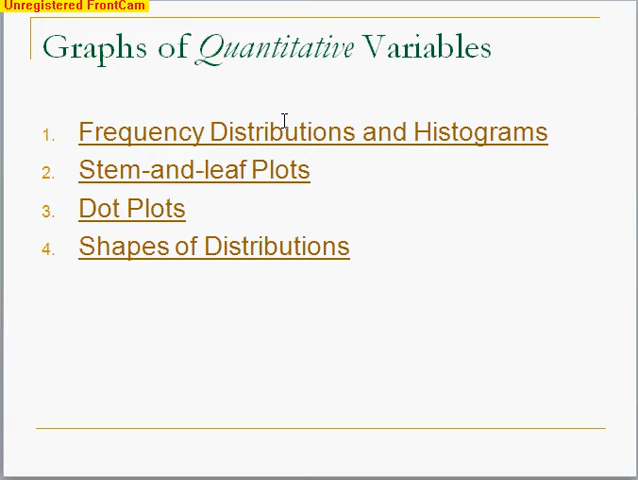 Unregistered FrontCam
Graphs of Quantitative Variables
1. Frequency Distributions and Histograms
2. Stem-and-leaf Plots
3. Dot Plots
4. Shapes of Distributions